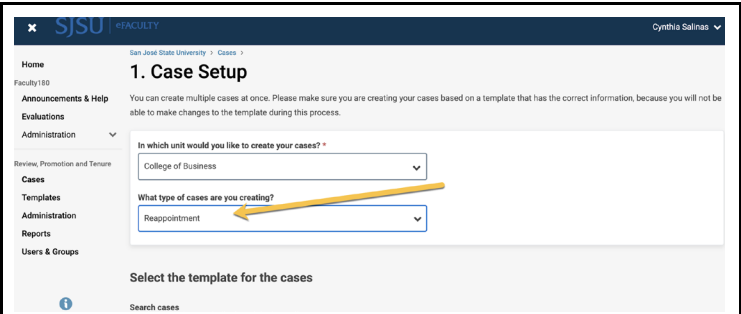 × SJSU | eFACULTY
Cynthia Salinas
Home
Faculty180
Announcements & Help
Evaluations
Administration
Review, Promotion and Tenure
Cases
Templates
Administration
Reports
Users & Groups
San José State University > Cases >
1. Case Setup
You can create multiple cases at once. Please make sure you are creating your cases based on a template that has the correct information, because you will not be
able to make changes to the template during this process.
In which unit would you like to create your cases? *
College of Business
What type of cases are you creating?
Reappointment
Select the template for the cases
Search cases